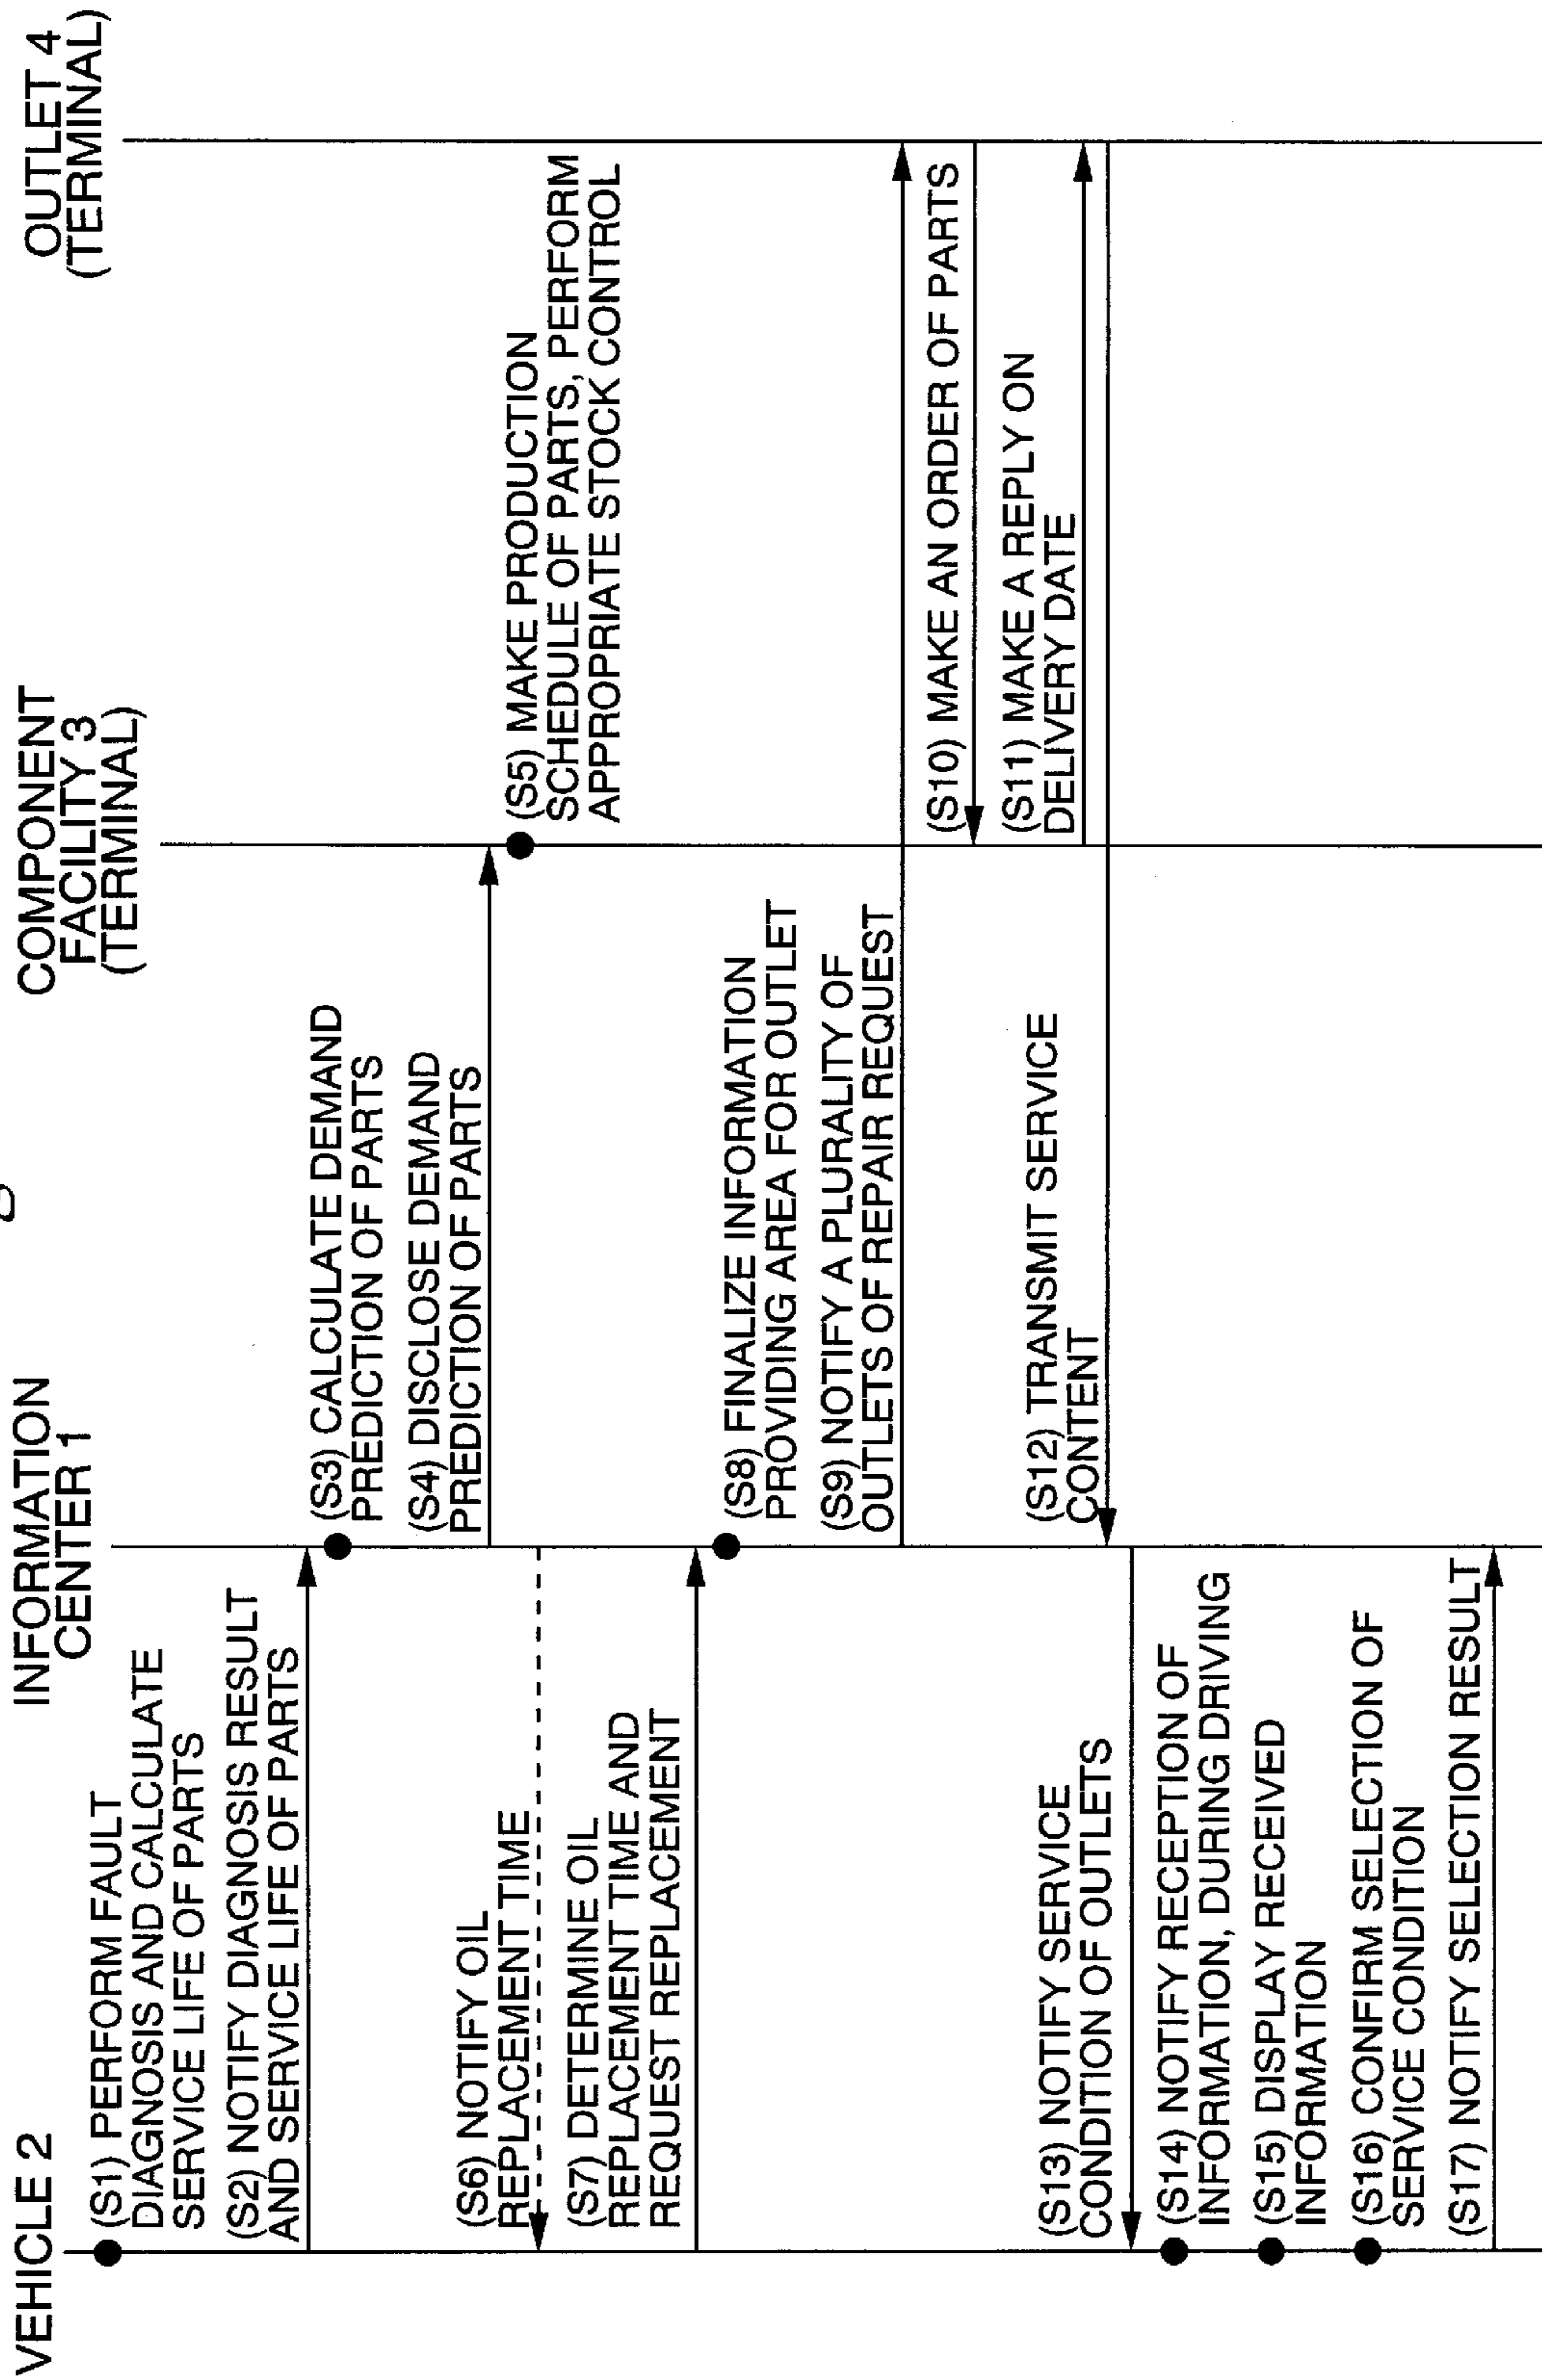 VEHICLE 2
INFORMATION
CENTER 1
COMPONENT
FACILITY 3
(TERMINAL)
OUTLET 4
(TERMINAL)
(S1) PERFORM FAULT
DIAGNOSIS AND CALCULATE
SERVICE LIFE OF PARTS
(S2) NOTIFY DIAGNOSIS RESULT
AND SERVICE LIFE OF PARTS
(S3) CALCULATE DEMAND
PREDICTION OF PARTS
(S4) DISCLOSE DEMAND
PREDICTION OF PARTS
(S5) MAKE PRODUCTION
SCHEDULE OF PARTS, PERFORM
APPROPRIATE STOCK CONTROL
(S6) NOTIFY OIL
REPLACEMENT TIME
(S7) DETERMINE OIL
REPLACEMENT TIME AND
REQUEST REPLACEMENT
(S8) FINALIZE INFORMATION
PROVIDING AREA FOR OUTLET
(S9) NOTIFY A PLURALITY OF
OUTLETS OF REPAIR REQUEST
(S10) MAKE AN ORDER OF PARTS
(S11) MAKE A REPLY ON
DELIVERY DATE
(S12) TRANSMIT SERVICE
CONTENT
(S13) NOTIFY SERVICE
CONDITION OF OUTLETS
(S14) NOTIFY RECEPTION OF
INFORMATION, DURING DRIVING
(S15) DISPLAY RECEIVED
INFORMATION
(S16) CONFIRM SELECTION OF
SERVICE CONDITION
(S17) NOTIFY SELECTION RESULT